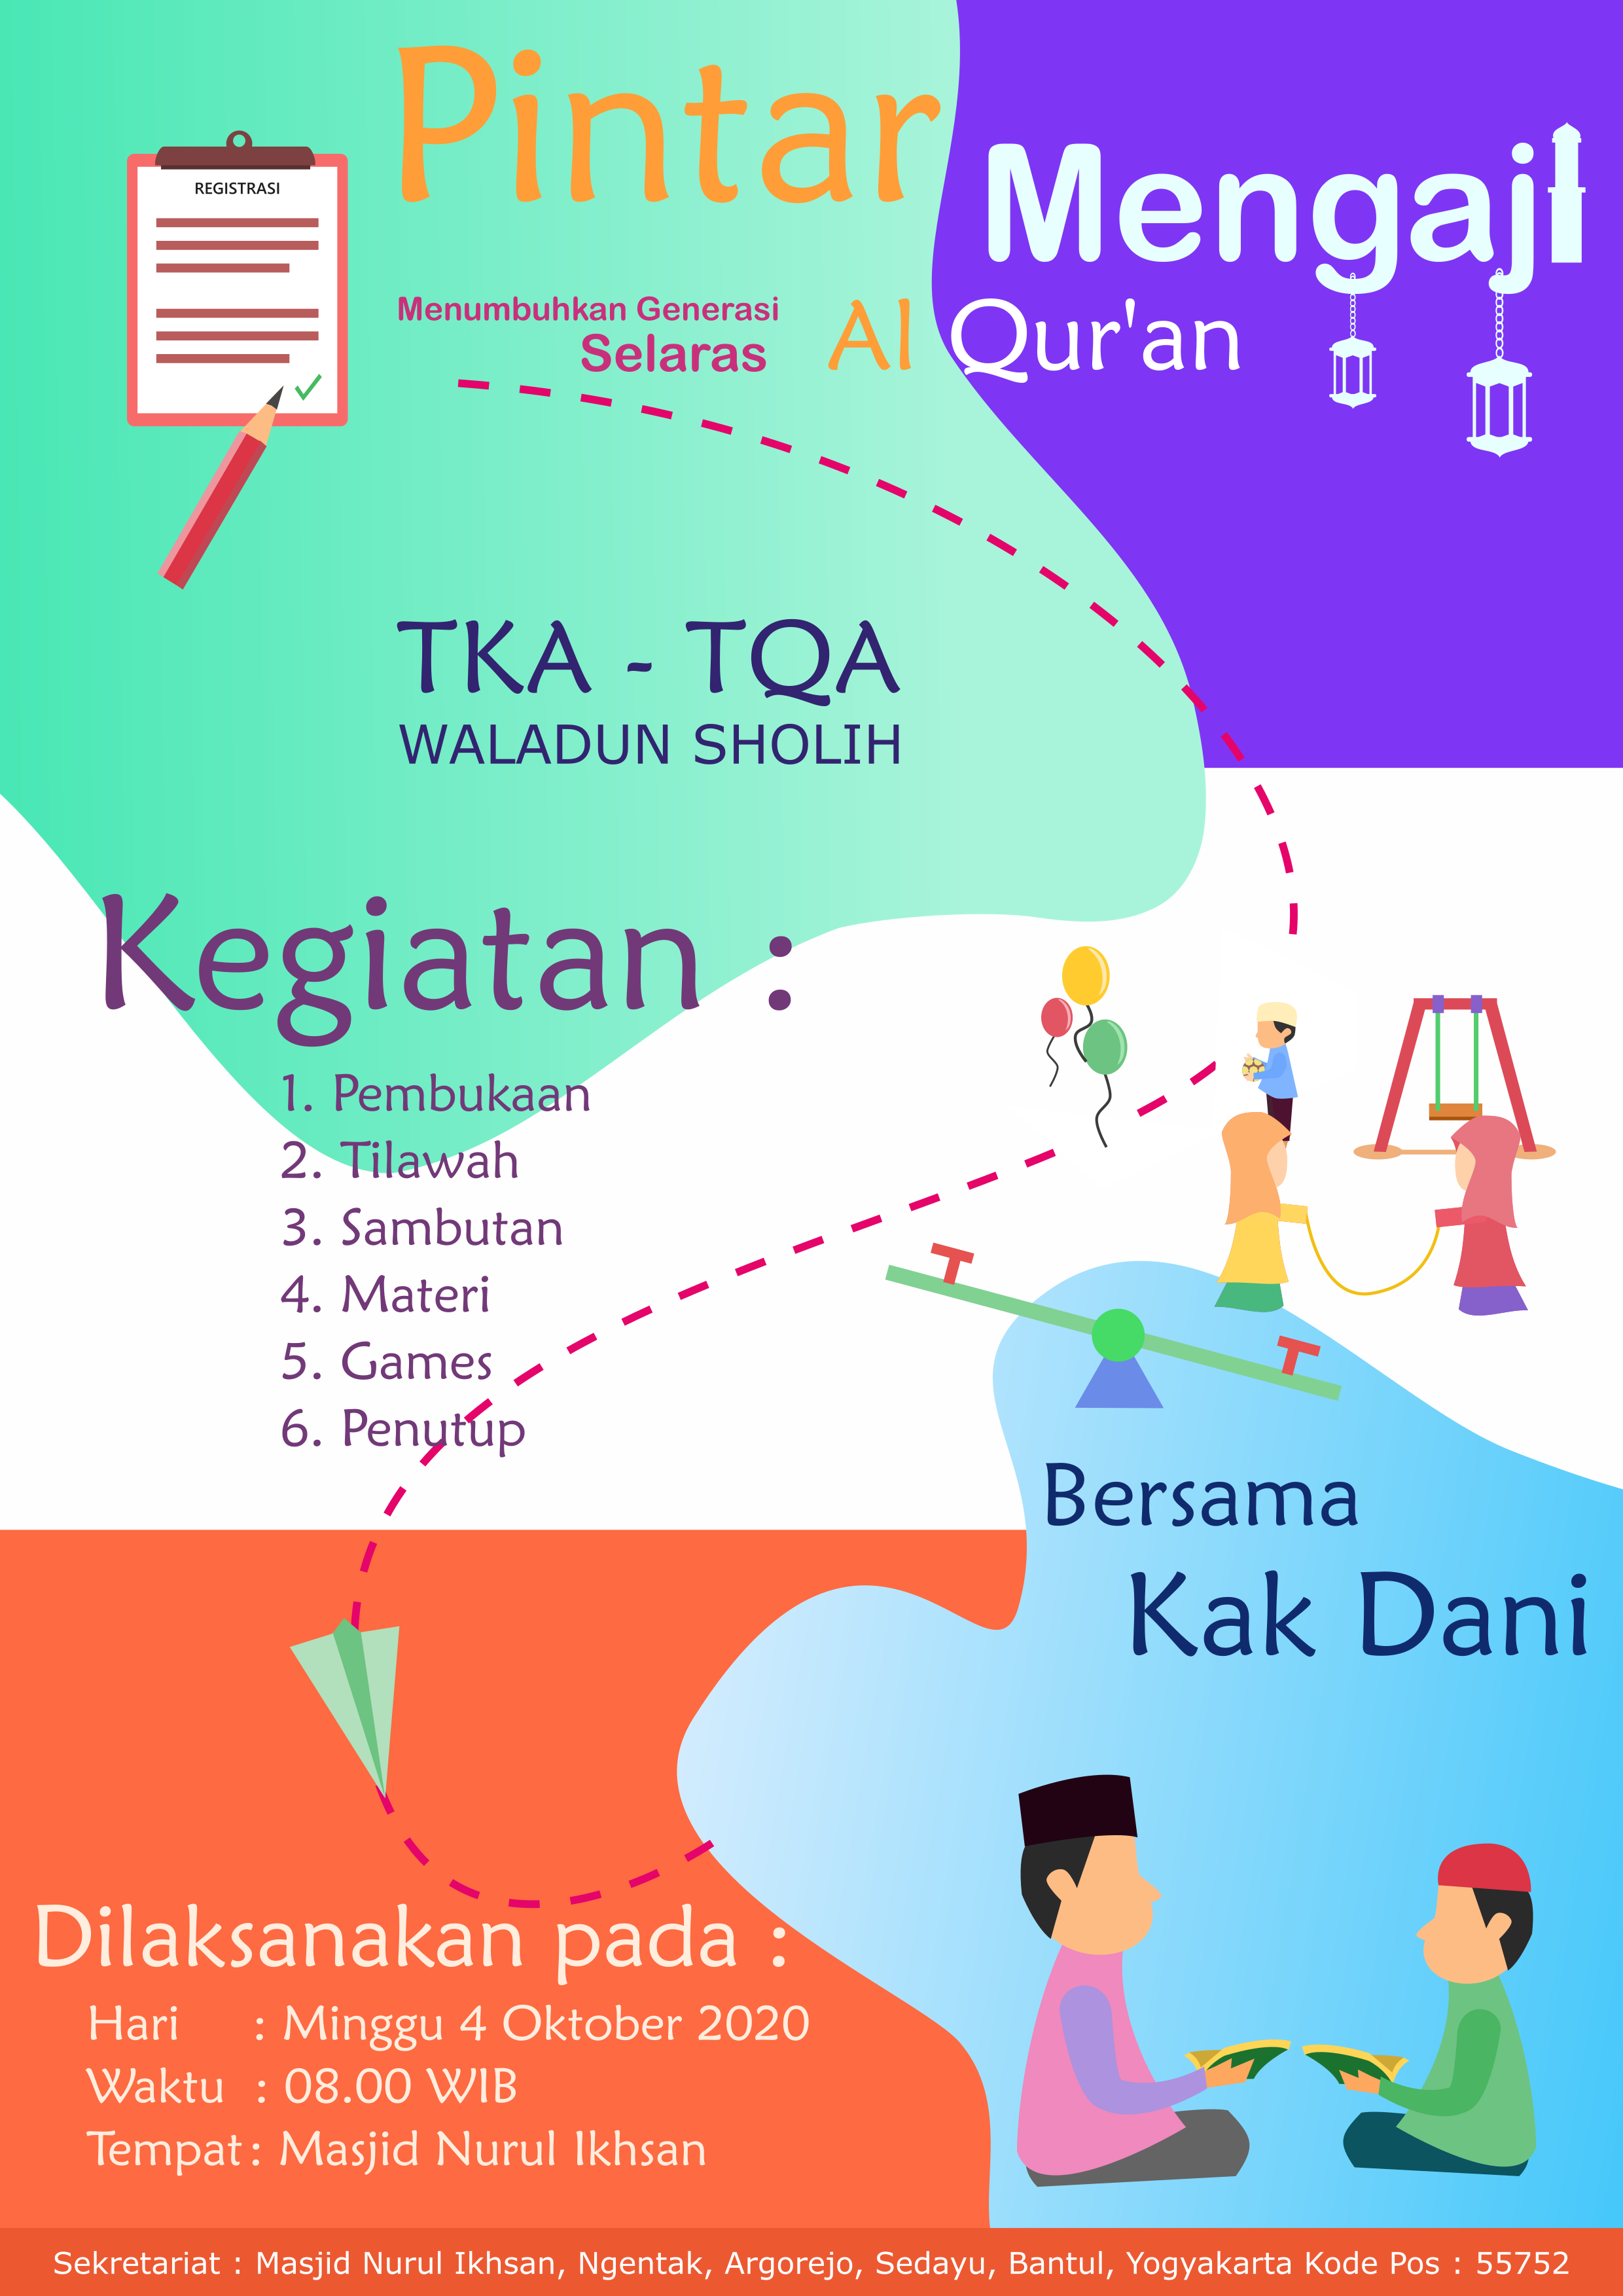 Pintar
Mengaji
REGISTRASI
Menumbuhkan Generasi
Selaras
Al Qur'an
TKA - TQA
WALADUN SHOLIH
Kegiatan :
1. Pembukaan
2. Tilawah
3. Sambutan
4. Materi
5. Games
6. Penutup
Bersama
Kak Dani
Dilaksanakan pada :
Hari : Minggu 4 Oktober 2020
Waktu : 08.00 WIB
Tempat : Masjid Nurul Ikhsan
Sekretariat : Masjid Nurul Ikhsan, Ngentak, Argorejo, Sedayu, Bantul, Yogyakarta Kode Pos : 55752